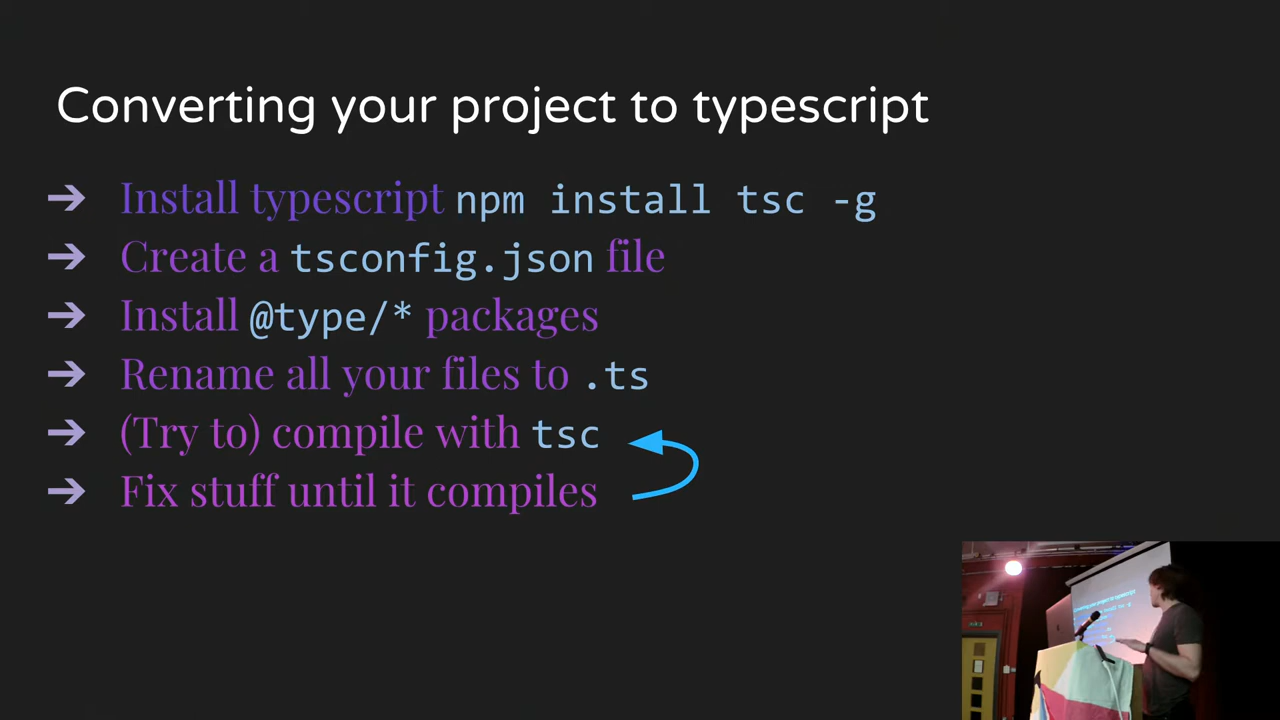 Converting your project to typescript
➔ Install typescript npm install tsc -g
➔ Create a tsconfig.json file
➔ Install @type/* packages
➔ Rename all your files to .ts
➔ (Try to) compile with tsc
➔ Fix stuff until it compiles